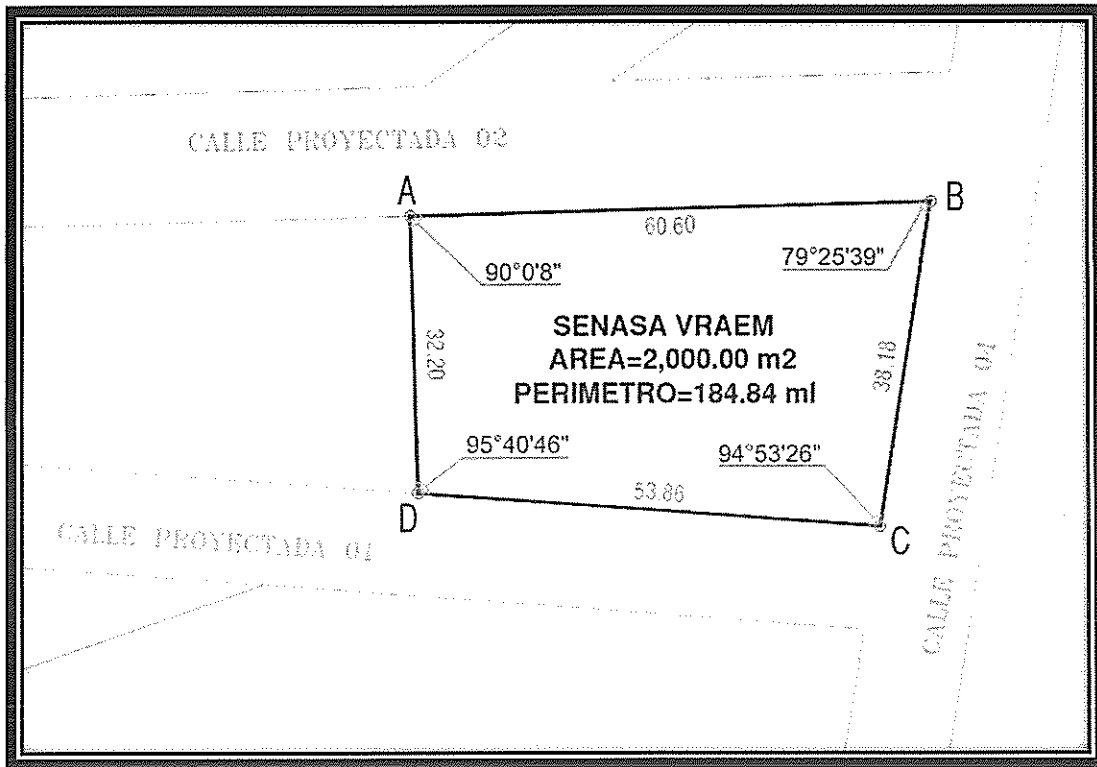 CALLE PROYECTADA 02
A
B
60.60
90°0'8"
79°25'39"
SENASA VRAEM
AREA=2,000.00 m2
PERIMETRO=184.84 ml
32.20
38.18
95°40'46"
94°53'26"
53.86
D
C
CALLE PROYECTADA 01
CALLE PROYECTADA 04